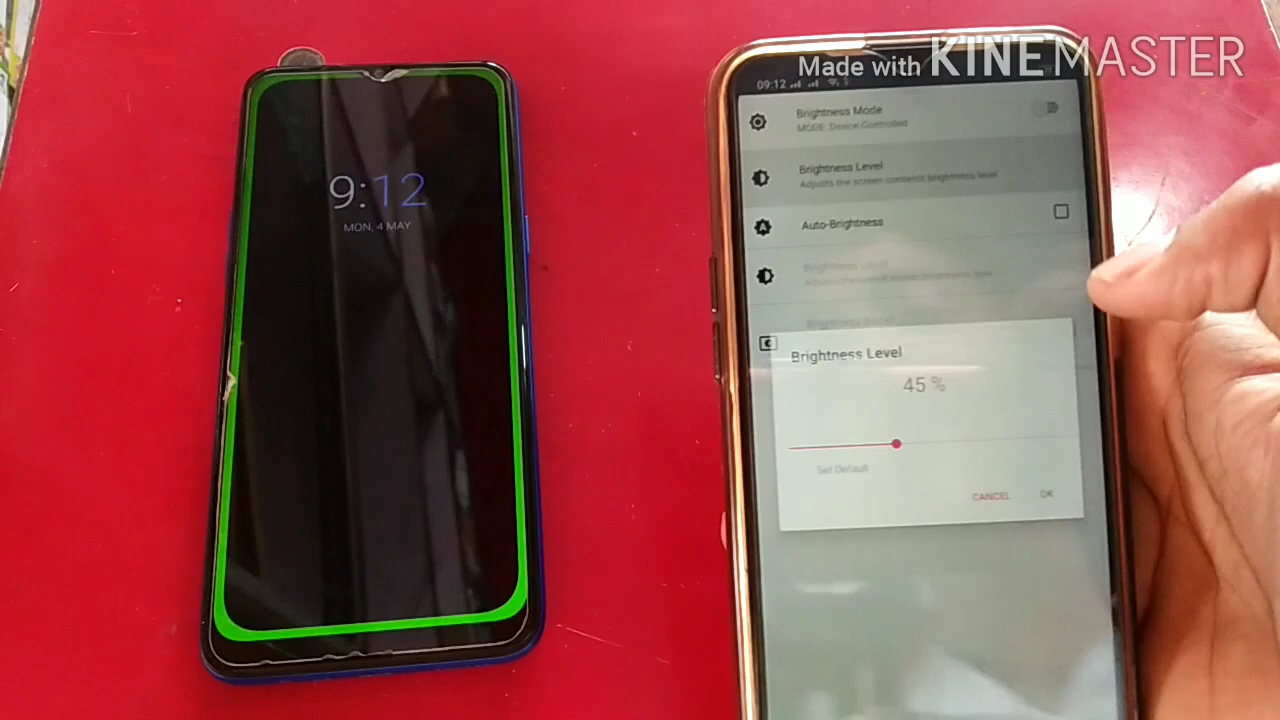 Made with KINEMASTER
9:12
MON, 4 MAY
09:12
Brightness Mode
MODE: Device Controlled
Brightness Level
Adjusts the screen contents brightness level
Auto-Brightness
Brightness Level
45 %
Set Default
CANCEL OK